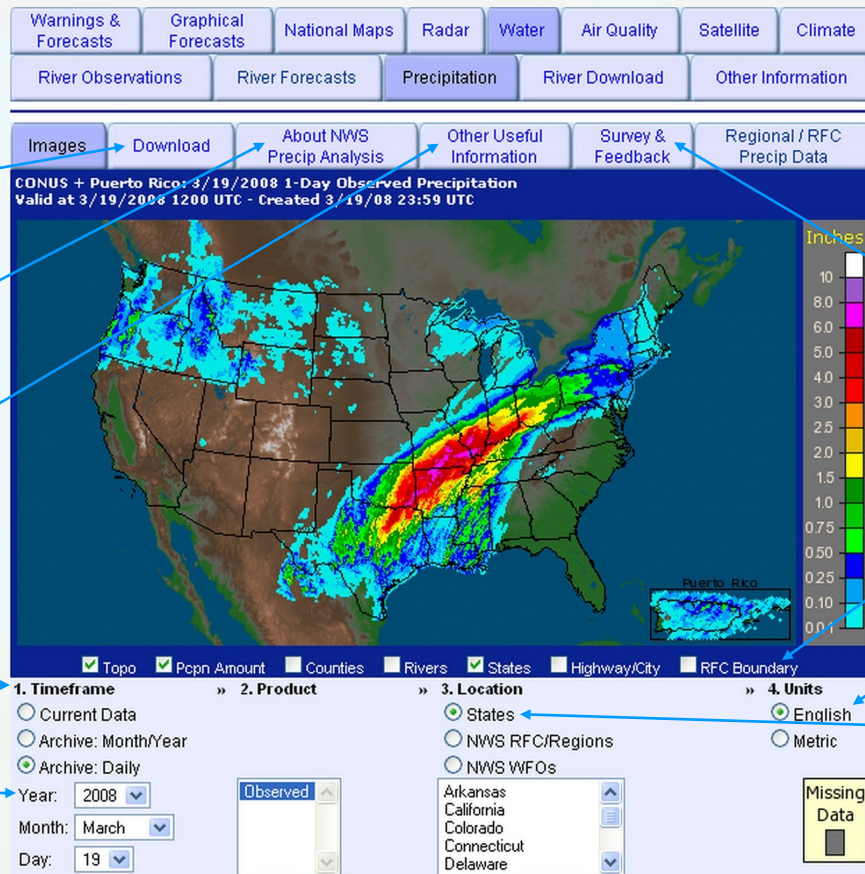 Warnings &
Forecasts
Graphical
Forecasts
National Maps
Radar
Water
Air Quality
Satellite
Climate
River Observations
River Forecasts
Precipitation
River Download
Other Information
Images
Download
About NWS
Precip Analysis
Other Useful
Information
Survey &
Feedback
Regional / RFC
Precip Data
CONUS + Puerto Rico: 3/19/2008 1-Day Observed Precipitation
Valid at 3/19/2008 1200 UTC - Created 3/19/08 23:59 UTC
Inches
10
8.0
6.0
5.0
4.0
3.0
2.5
2.0
1.5
1.0
0.75
0.50
0.25
0.10
0.01
Puerto Rico
Topo
Pcpn Amount
Counties
Rivers
States
Highway/City
RFC Boundary
1. Timeframe
» 2. Product
» 3. Location
» 4. Units
Current Data
Archive: Month/Year
Archive: Daily
Year: 2008
Month: March
Day: 19
Observed
States
NWS RFC/Regions
NWS WFOs
Arkansas
California
Colorado
Connecticut
Delaware
English
Metric
Missing
Data